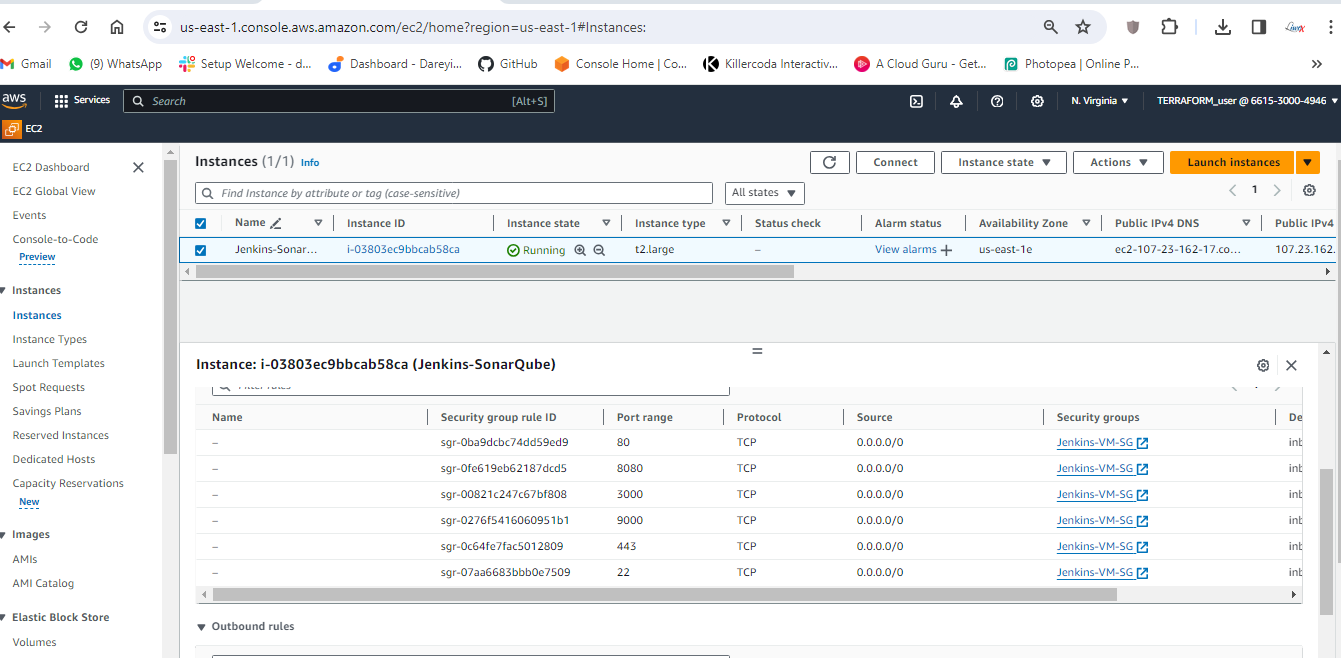 us-east-1.console.aws.amazon.com/ec2/home?region=us-east-1#Instances:
Gmail (9) WhatsApp Setup Welcome - d... Dashboard - Dareyi... GitHub Console Home | Co... Killercoda Interactiv... A Cloud Guru - Get... Photopea | Online P... »
aws Services Search [Alt+S] N. Virginia TERRAFORM_user @ 6615-3000-4946
EC2
EC2 Dashboard
EC2 Global View
Events
Console-to-Code
Preview
Instances
Instances
Instance Types
Launch Templates
Spot Requests
Savings Plans
Reserved Instances
Dedicated Hosts
Capacity Reservations
New
Images
AMIs
AMI Catalog
Elastic Block Store
Volumes
Instances (1/1) Info Connect Instance state Actions Launch instances
Find Instance by attribute or tag (case-sensitive) All states 1
Name Instance ID Instance state Instance type Status check Alarm status Availability Zone Public IPv4 DNS Public IPv4
Jenkins-Sonar... i-03803ec9bbcab58ca Running t2.large – View alarms us-east-1e ec2-107-23-162-17.co... 107.23.162.
Instance: i-03803ec9bbcab58ca (Jenkins-SonarQube)
Name Security group rule ID Port range Protocol Source Security groups De
– sgr-0ba9dcbc74dd59ed9 80 TCP 0.0.0.0/0 Jenkins-VM-SG inb
– sgr-0fe619eb62187dcd5 8080 TCP 0.0.0.0/0 Jenkins-VM-SG inb
– sgr-00821c247c67bf808 3000 TCP 0.0.0.0/0 Jenkins-VM-SG inb
– sgr-0276f5416060951b1 9000 TCP 0.0.0.0/0 Jenkins-VM-SG inb
– sgr-0c64fe7fac5012809 443 TCP 0.0.0.0/0 Jenkins-VM-SG inb
– sgr-07aa6683bbb0e7509 22 TCP 0.0.0.0/0 Jenkins-VM-SG inb
Outbound rules